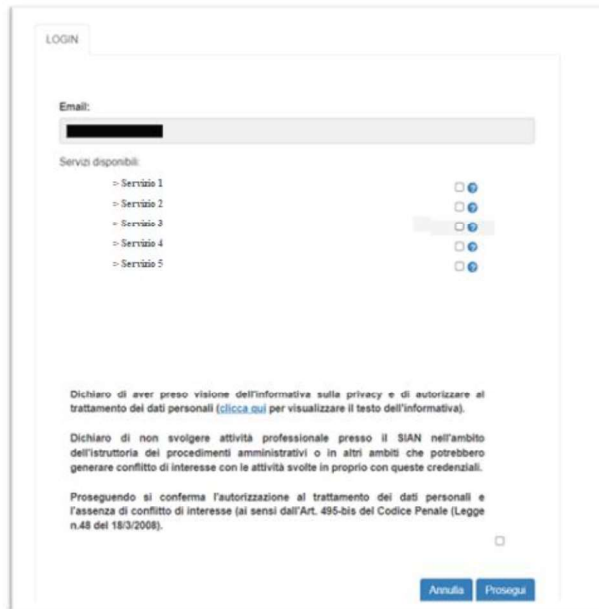 LOGIN
Email:
Servizi disponibili:
Servizio 1
Servizio 2
Servizio 3
Servizio 4
Servizio 5
Dichiaro di aver preso visione dell'informativa sulla privacy e di autorizzare al
trattamento dei dati personali (clicca qui per visualizzare il testo dell'informativa).
Dichiaro di non svolgere attività professionale presso il SIAN nell'ambito
dell'istruttoria dei procedimenti amministrativi o in altri ambiti che potrebbero
generare conflitto di interesse con le attività svolte in proprio con queste credenziali.
Proseguendo si conferma l'autorizzazione al trattamento dei dati personali e
l'assenza di conflitto di interesse (ai sensi dall'Art. 495-bis del Codice Penale (Legge
n.48 del 18/3/2008).
Annulla Prosegui